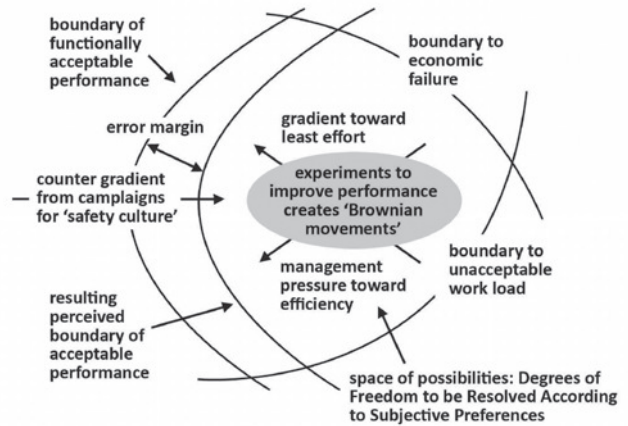 boundary of
functionally
acceptable
performance
boundary to
economic
failure
error margin
gradient toward
least effort
counter gradient
from camplaigns
for 'safety culture'
experiments to
improve performance
creates 'Brownian
movements'
management
pressure toward
efficiency
boundary to
unacceptable
work load
resulting
perceived
boundary of
acceptable
performance
space of possibilities: Degrees of
Freedom to be Resolved According
to Subjective Preferences